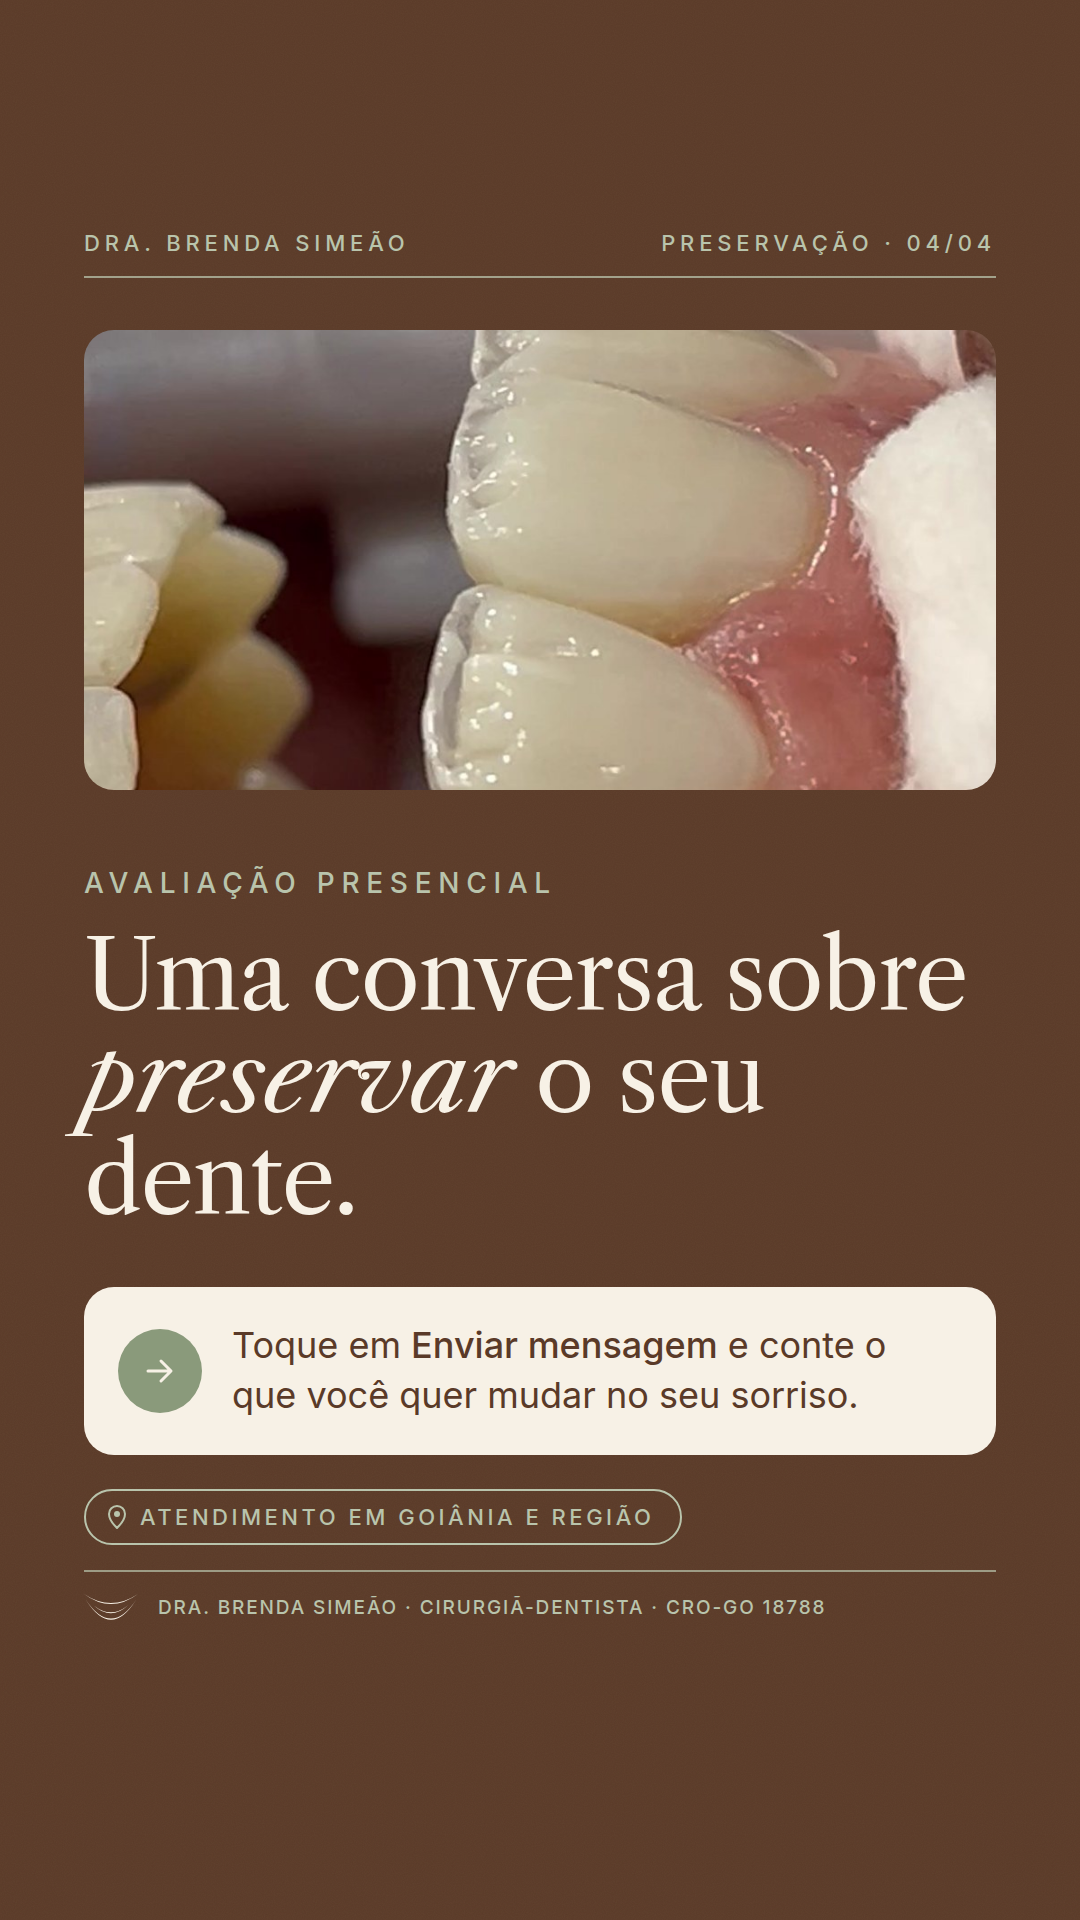 DRA. BRENDA SIMEÃO
PRESERVAÇÃO · 04/04
AVALIAÇÃO PRESENCIAL
Uma conversa sobre
preservar o seu
dente.
Toque em Enviar mensagem e conte o
que você quer mudar no seu sorriso.
ATENDIMENTO EM GOIÂNIA E REGIÃO
DRA. BRENDA SIMEÃO · CIRURGIÃ-DENTISTA · CRO-GO 18788